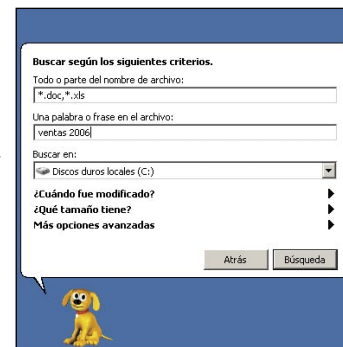 Buscar según los siguientes criterios.
Todo o parte del nombre de archivo:
*.doc,*.xls
Una palabra o frase en el archivo:
ventas 2006
Buscar en:
Discos duros locales (C:)
¿Cuándo fue modificado?
¿Qué tamaño tiene?
Más opciones avanzadas
Atrás Búsqueda